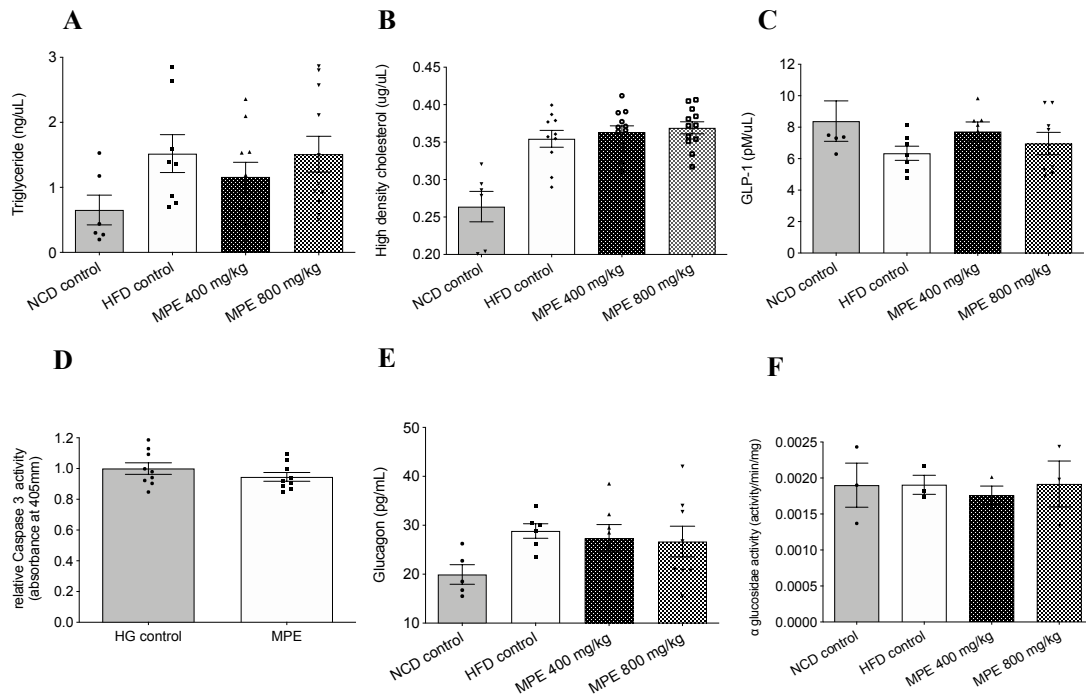 A
Triglyceride (ng/uL)
3
2
1
0
NCD control
HFD control
MPE 400 mg/kg
MPE 800 mg/kg
B
High density cholesterol (ug/uL)
0.45
0.40
0.35
0.30
0.25
0.20
NCD control
HFD control
MPE 400 mg/kg
MPE 800 mg/kg
C
GLP-1 (pM/uL)
12
10
8
6
4
2
0
NCD control
HFD control
MPE 400 mg/kg
MPE 800 mg/kg
D
relative Caspase 3 activity
(absorbance at 405mm)
1.2
1.0
0.8
0.6
0.4
0.2
0.0
HG control
MPE
E
Glucagon (pg/mL)
50
40
30
20
10
NCD control
HFD control
MPE 400 mg/kg
MPE 800 mg/kg
F
α glucosidae activity (activity/min/mg)
0.0025
0.0020
0.0015
0.0010
0.0005
0.0000
NCD control
HFD control
MPE 400 mg/kg
MPE 800 mg/kg